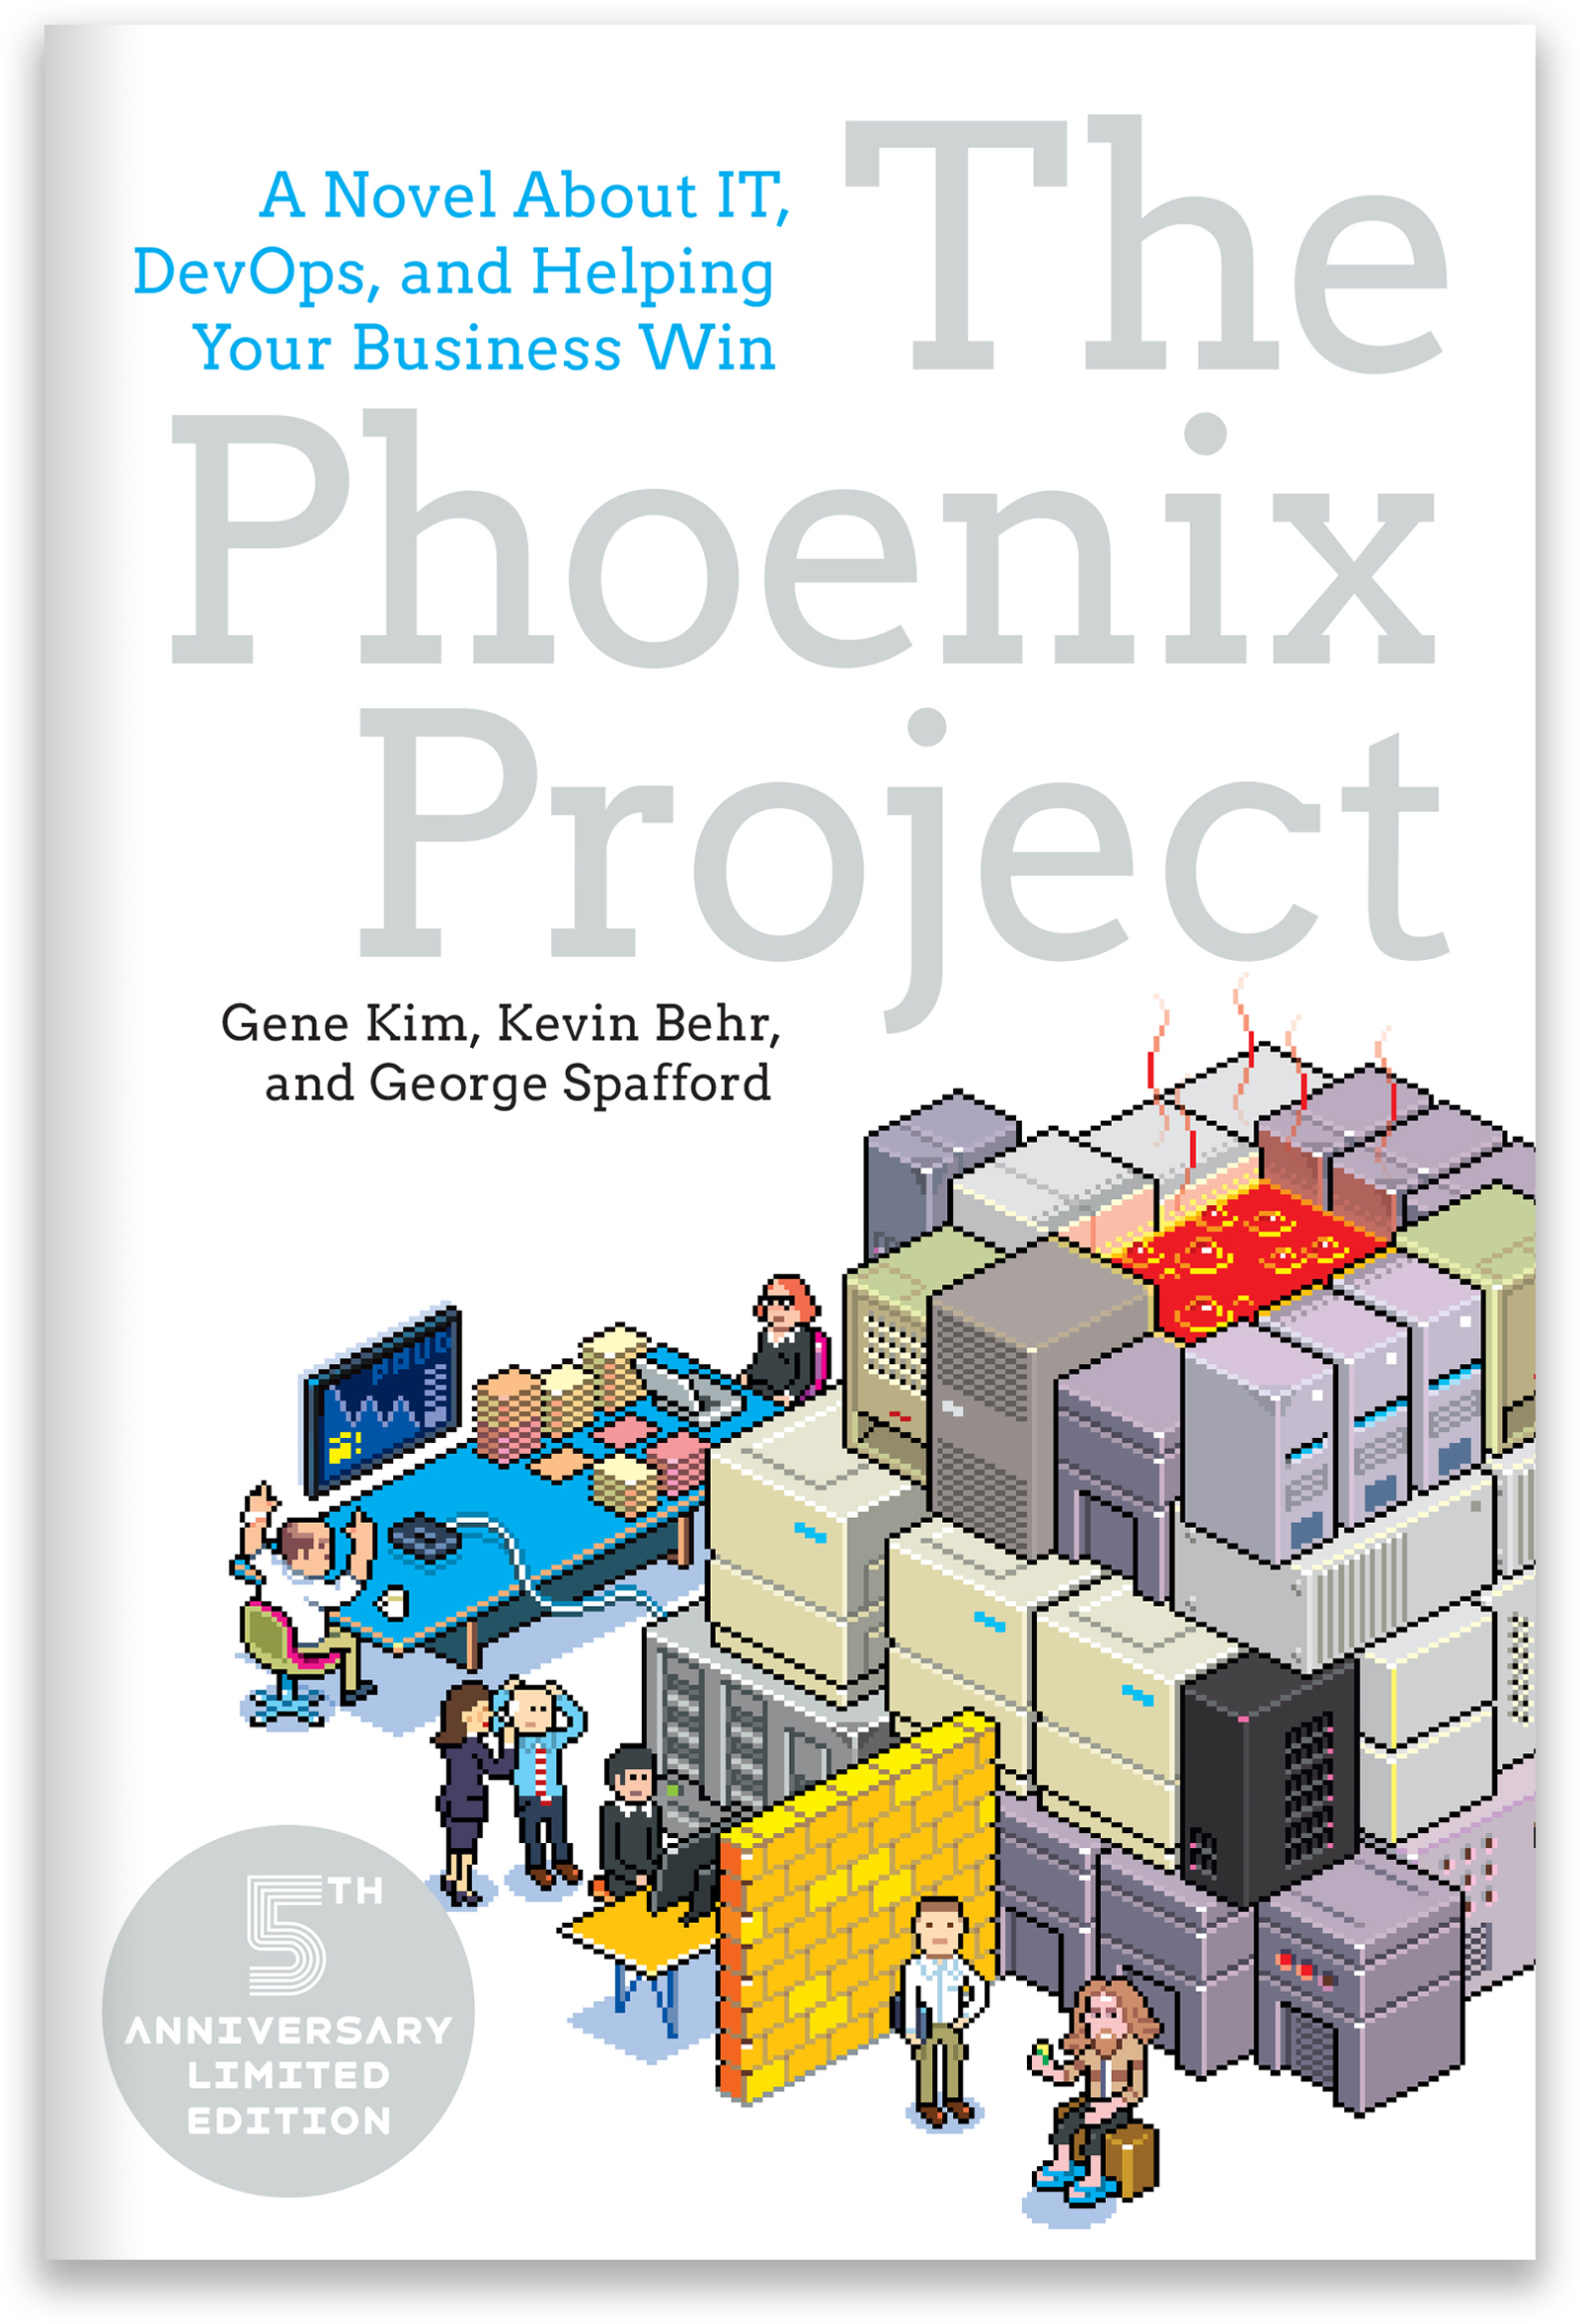 A Novel About IT,
DevOps, and Helping
Your Business Win
The
Phoenix
Project
Gene Kim, Kevin Behr,
and George Spafford
5TH
ANNIVERSARY
LIMITED
EDITION